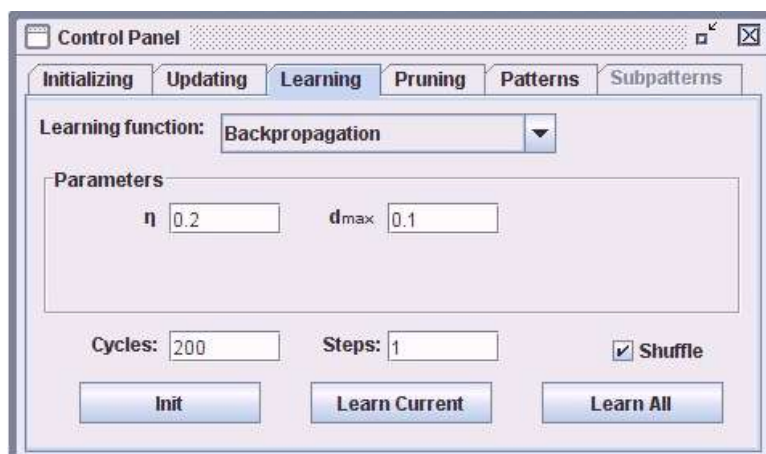 Control Panel
Initializing Updating Learning Pruning Patterns Subpatterns
Learning function: Backpropagation
Parameters
η 0.2 dmax 0.1
Cycles: 200 Steps: 1 Shuffle
Init Learn Current Learn All